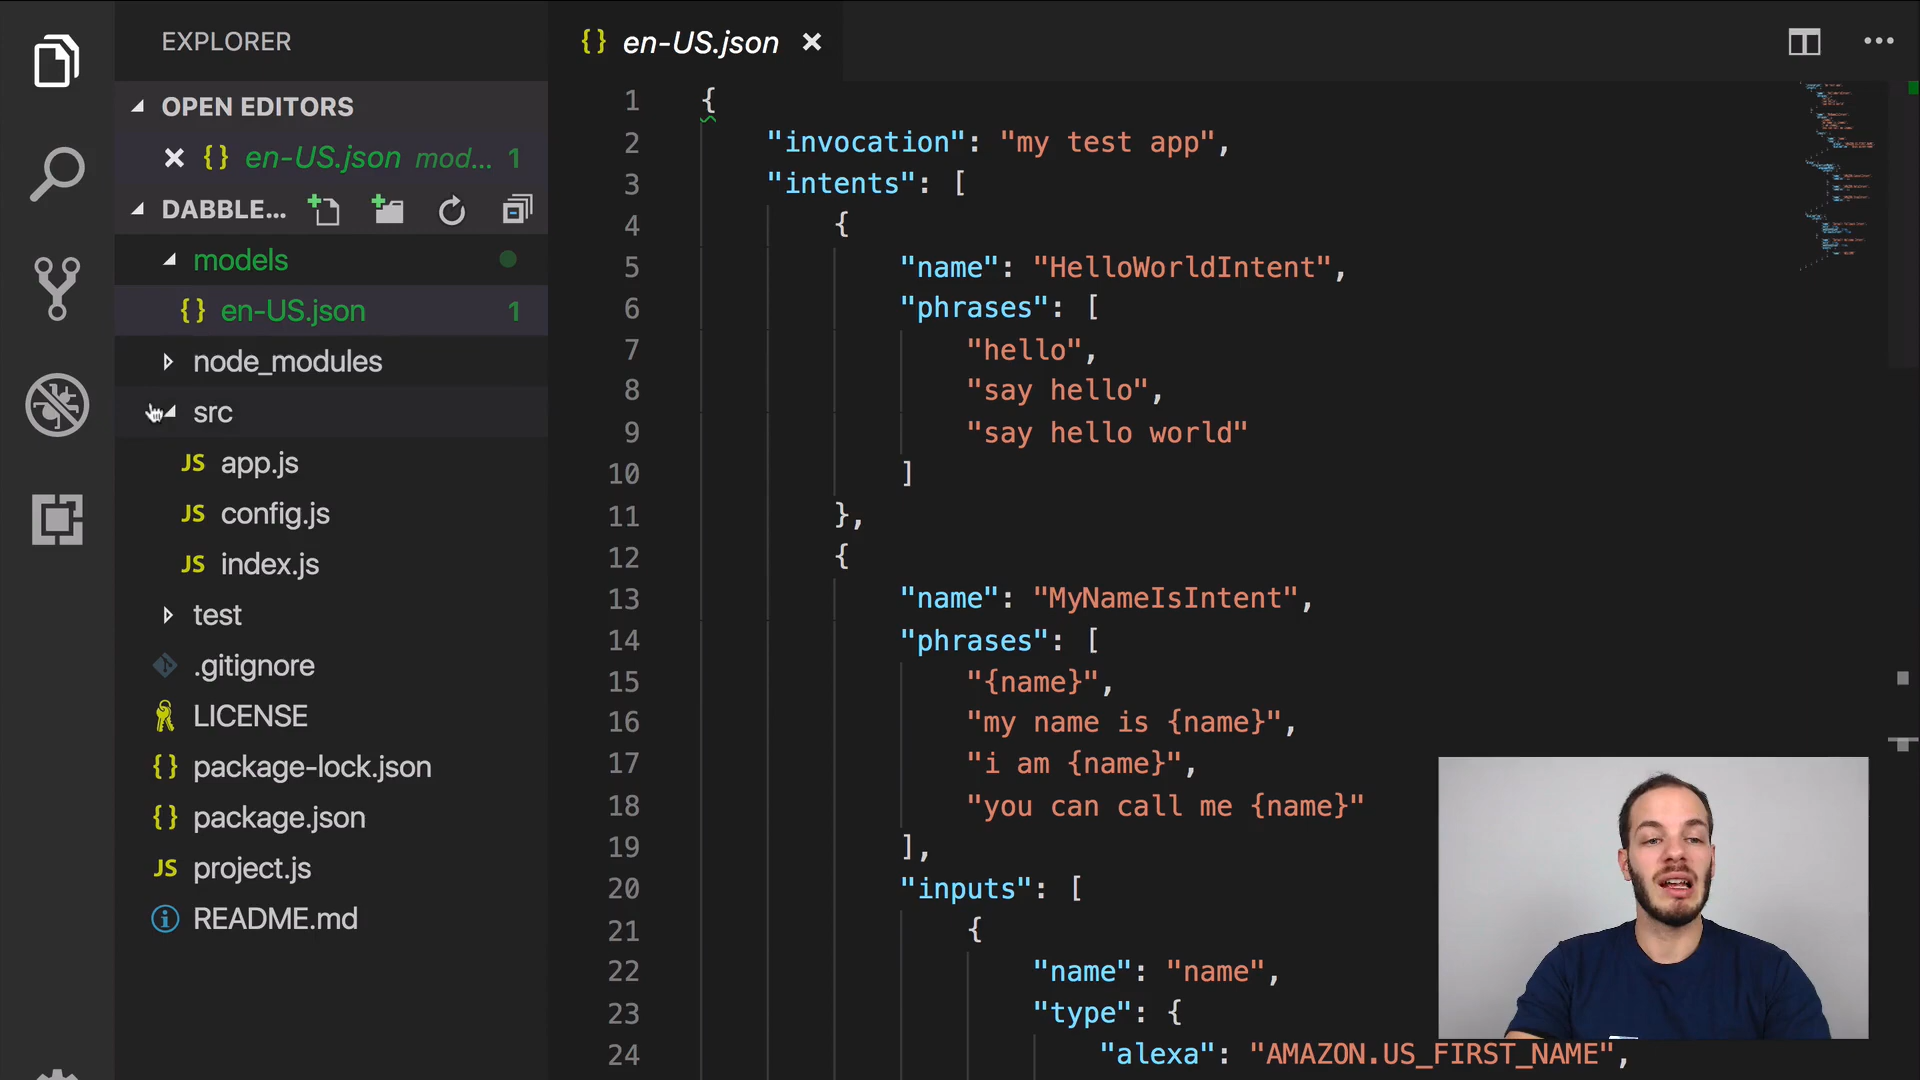 EXPLORER
OPEN EDITORS
{} en-US.json mod... 1
DABBLE...
models
{} en-US.json 1
node_modules
src
JS app.js
JS config.js
JS index.js
test
.gitignore
LICENSE
{} package-lock.json
{} package.json
JS project.js
README.md
{} en-US.json
1 {
2 "invocation": "my test app",
3 "intents": [
4 {
5 "name": "HelloWorldIntent",
6 "phrases": [
7 "hello",
8 "say hello",
9 "say hello world"
10 ]
11 },
12 {
13 "name": "MyNameIsIntent",
14 "phrases": [
15 "{name}",
16 "my name is {name}",
17 "i am {name}",
18 "you can call me {name}"
19 ],
20 "inputs": [
21 {
22 "name": "name",
23 "type": {
24 "alexa": "AMAZON.US_FIRST_NAME",